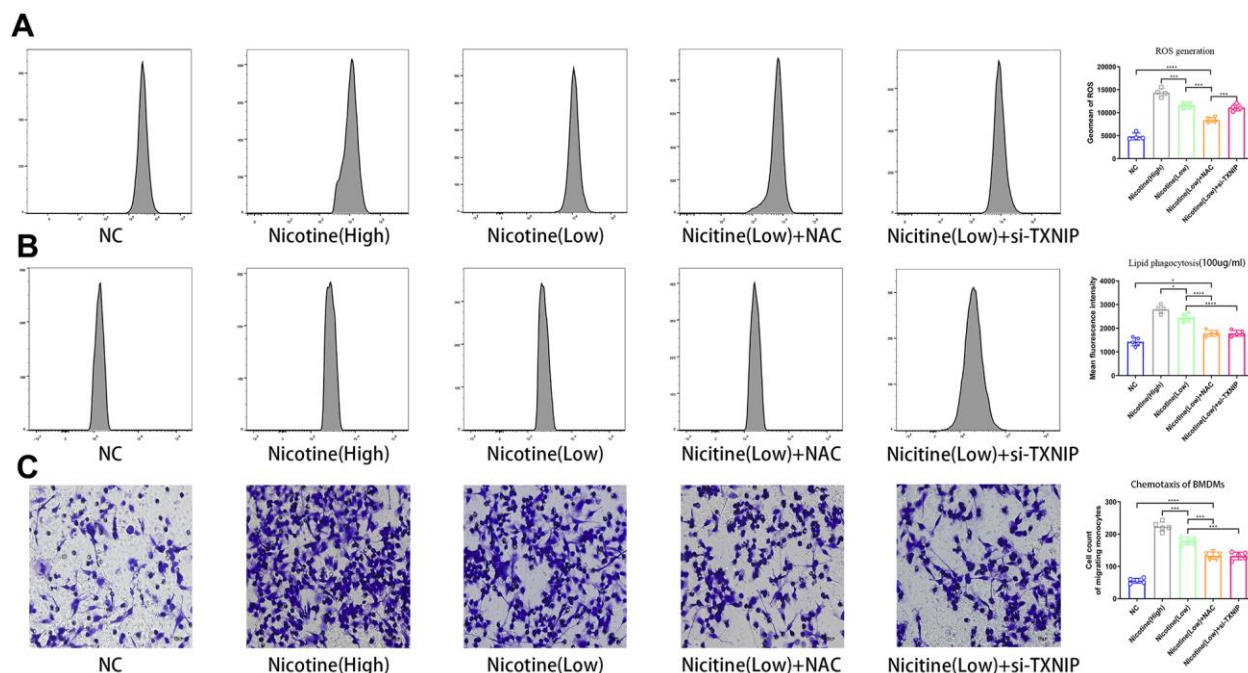 A
NC
Nicotine(High)
Nicotine(Low)
Nicitine(Low)+NAC
Nicitine(Low)+si-TXNIP
ROS generation
Geomean of ROS
20000
15000
10000
5000
0
****
***
***
***
NC
Nicotine(High)
Nicotine(Low)
Nicotine(Low)+NAC
Nicotine(Low)+si-TXNIP
B
NC
Nicotine(High)
Nicotine(Low)
Nicitine(Low)+NAC
Nicitine(Low)+si-TXNIP
Lipid phagocytosis(100ug/ml)
Mean fluorescence intensity
4000
3000
2000
1000
0
*
*
****
****
NC
Nicotine(High)
Nicotine(Low)
Nicotine(Low)+NAC
Nicotine(Low)+si-TXNIP
C
NC
Nicotine(High)
Nicotine(Low)
Nicitine(Low)+NAC
Nicitine(Low)+si-TXNIP
Chemotaxis of BMDMs
Cell count
of migrating monocytes
300
200
100
0
****
***
***
***
NC
Nicotine(High)
Nicotine(Low)
Nicotine(Low)+NAC
Nicotine(Low)+si-TXNIP